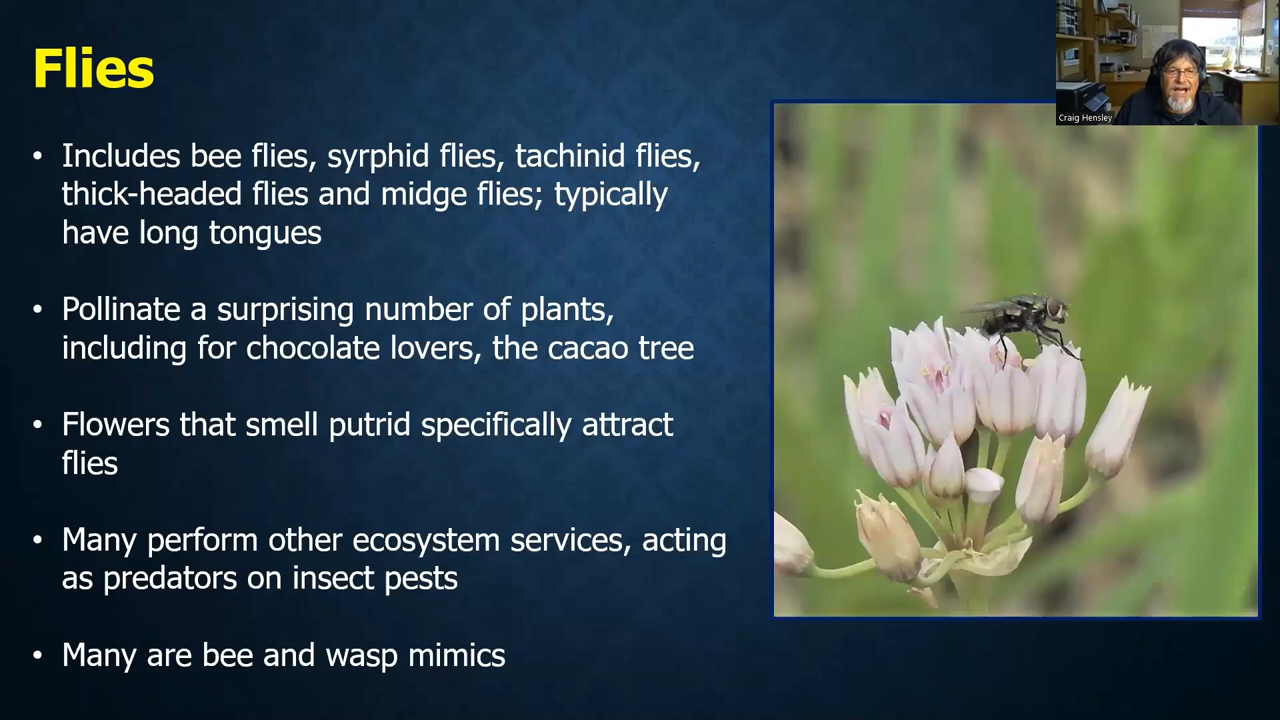 Flies
Craig Hensley
• Includes bee flies, syrphid flies, tachinid flies,
thick-headed flies and midge flies; typically
have long tongues
• Pollinate a surprising number of plants,
including for chocolate lovers, the cacao tree
• Flowers that smell putrid specifically attract
flies
• Many perform other ecosystem services, acting
as predators on insect pests
• Many are bee and wasp mimics